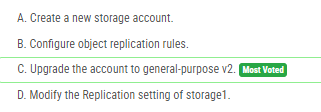 A. Create a new storage account.
B. Configure object replication rules.
C. Upgrade the account to general-purpose v2. Most Voted
D. Modify the Replication setting of storage1.